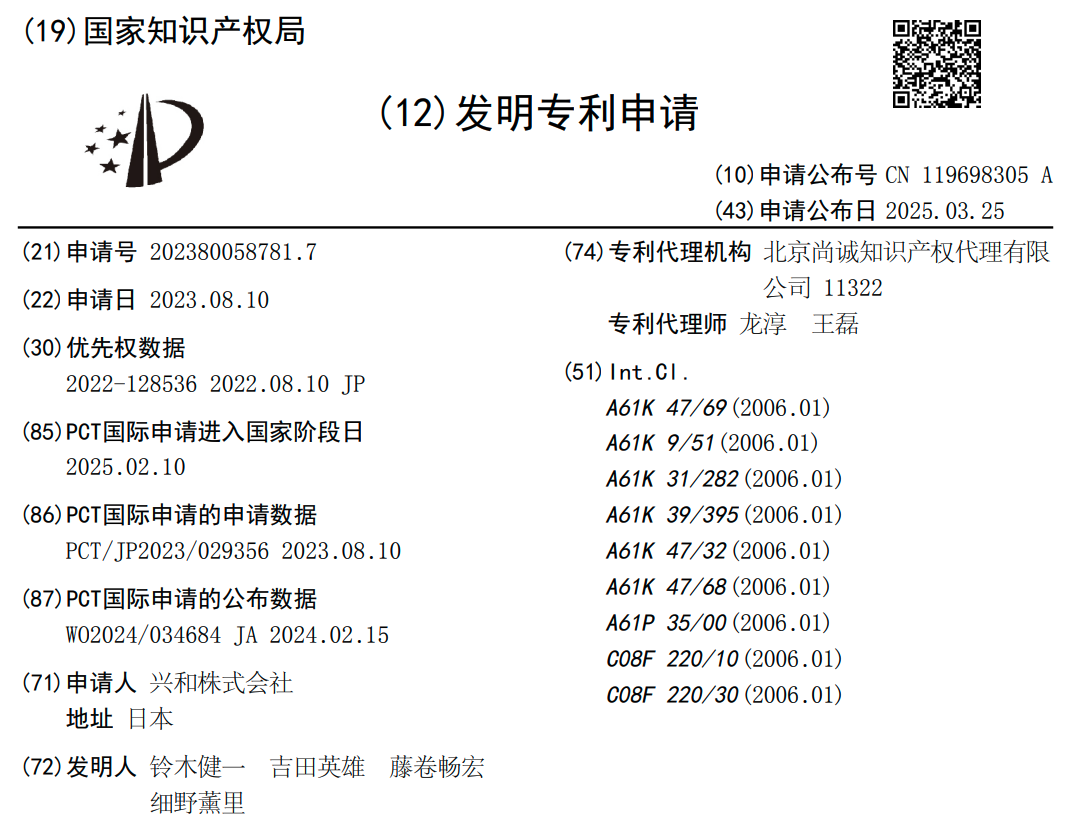 (19)国家知识产权局
(12)发明专利申请
(10)申请公布号 CN 119698305 A
(43)申请公布日 2025.03.25
(21)申请号 202380058781.7
(22)申请日 2023.08.10
(30)优先权数据
2022-128536 2022.08.10 JP
(85)PCT国际申请进入国家阶段日
2025.02.10
(86)PCT国际申请的申请数据
PCT/JP2023/029356 2023.08.10
(87)PCT国际申请的公布数据
WO2024/034684 JA 2024.02.15
(71)申请人 兴和株式会社
地址 日本
(72)发明人 铃木健一 吉田英雄 藤卷畅宏
细野薫里
(74)专利代理机构 北京尚诚知识产权代理有限
公司 11322
专利代理师 龙淳 王磊
(51)Int.Cl.
A61K 47/69(2006.01)
A61K 9/51(2006.01)
A61K 31/282(2006.01)
A61K 39/395(2006.01)
A61K 47/32(2006.01)
A61K 47/68(2006.01)
A61P 35/00(2006.01)
C08F 220/10(2006.01)
C08F 220/30(2006.01)